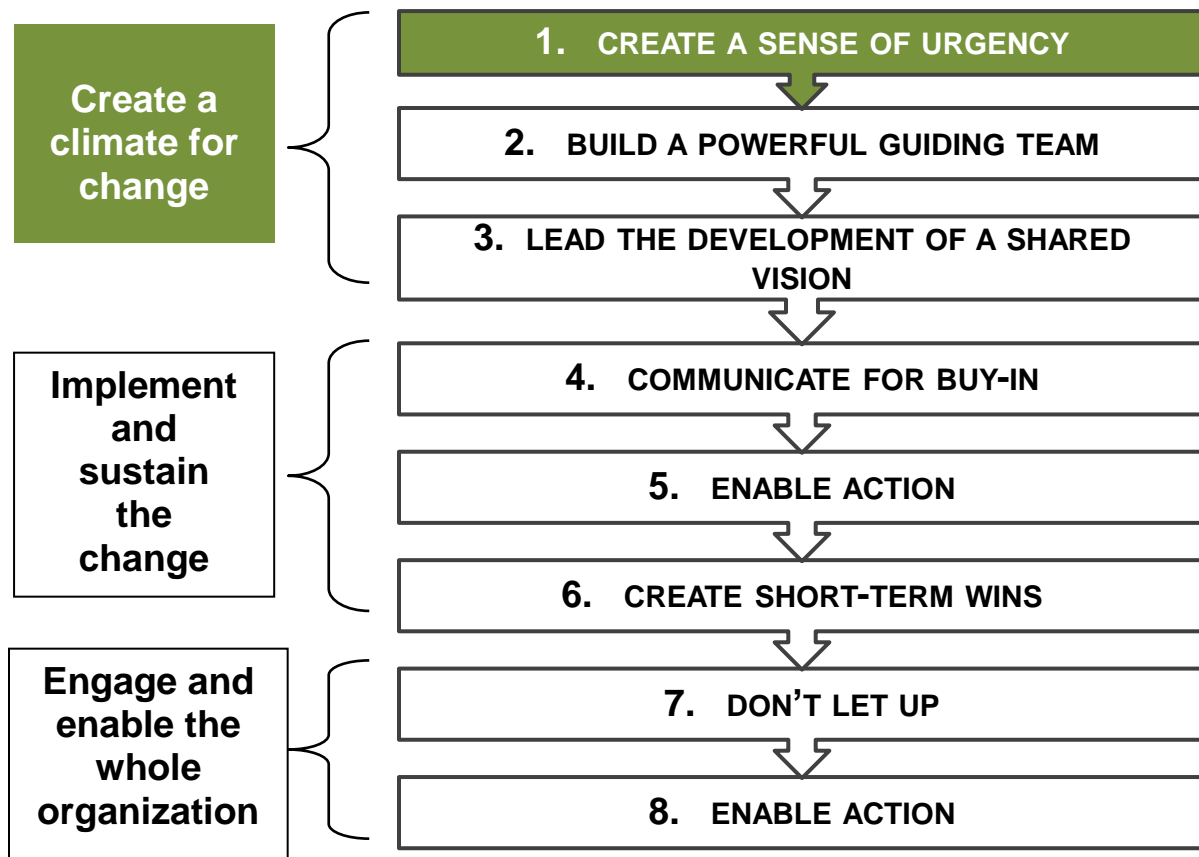 Create a
climate for
change
1. CREATE A SENSE OF URGENCY
2. BUILD A POWERFUL GUIDING TEAM
3. LEAD THE DEVELOPMENT OF A SHARED
VISION
Implement
and
sustain
the
change
4. COMMUNICATE FOR BUY-IN
5. ENABLE ACTION
6. CREATE SHORT-TERM WINS
Engage and
enable the
whole
organization
7. DON’T LET UP
8. ENABLE ACTION